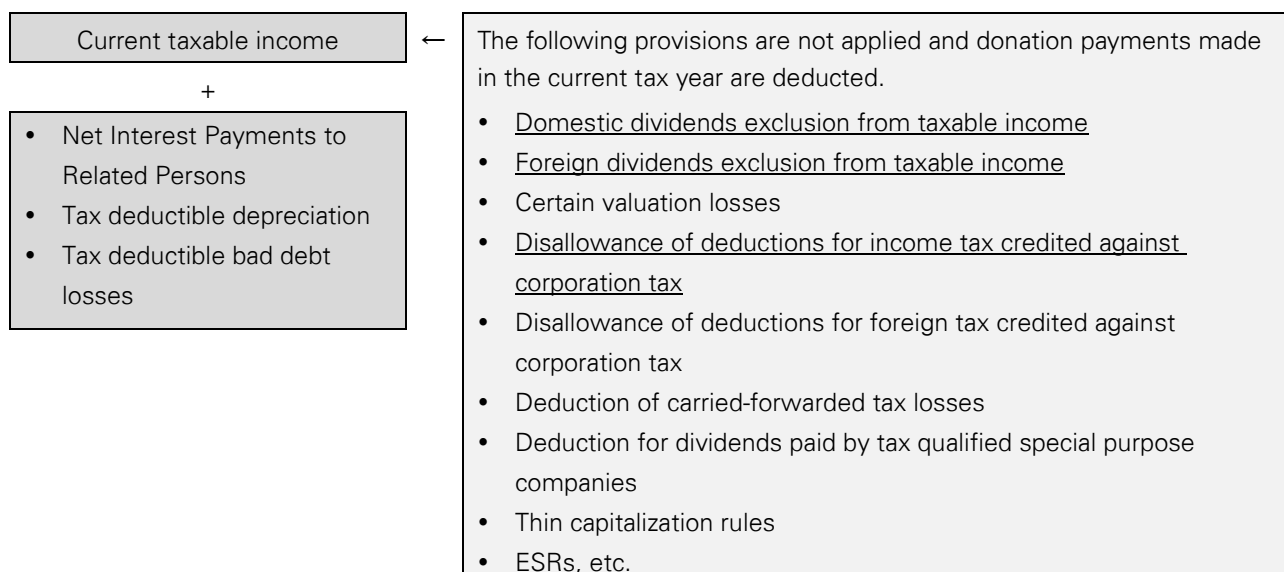 Current taxable income
+
• Net Interest Payments to
Related Persons
• Tax deductible depreciation
• Tax deductible bad debt
losses
←
The following provisions are not applied and donation payments made
in the current tax year are deducted.
• Domestic dividends exclusion from taxable income
• Foreign dividends exclusion from taxable income
• Certain valuation losses
• Disallowance of deductions for income tax credited against
corporation tax
• Disallowance of deductions for foreign tax credited against
corporation tax
• Deduction of carried-forwarded tax losses
• Deduction for dividends paid by tax qualified special purpose
companies
• Thin capitalization rules
• ESRs, etc.